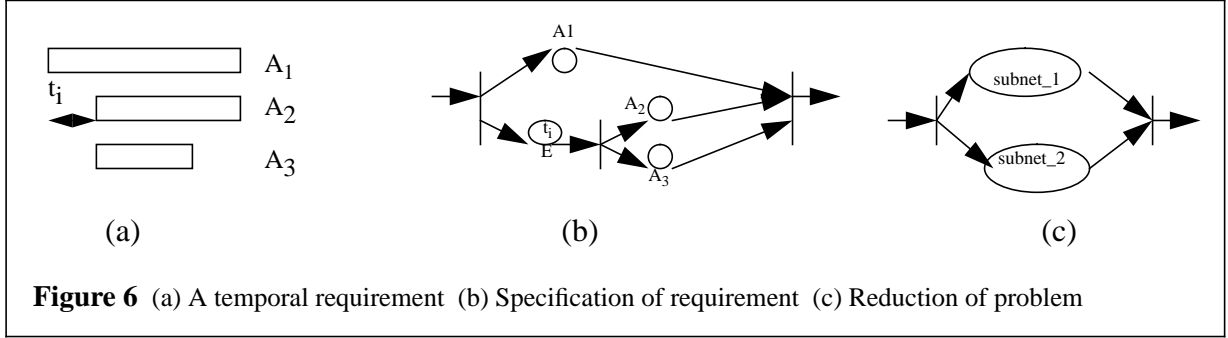 A1
ti
A2
A3
(a)
A1
A2
ti
E
A3
(b)
subnet_1
subnet_2
(c)
Figure 6 (a) A temporal requirement (b) Specification of requirement (c) Reduction of problem